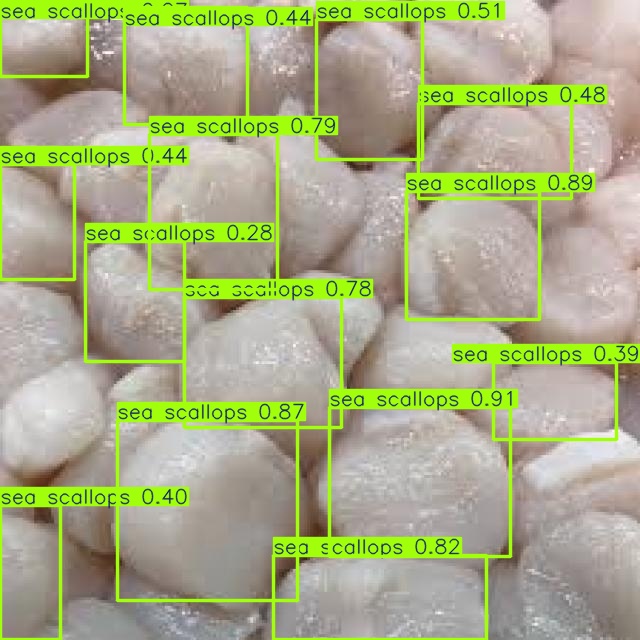 sea scallops
sea scallops 0.44
sea scallops 0.51
sea scallops 0.48
sea scallops 0.79
sea scallops 0.44
sea scallops 0.89
sea scallops 0.28
sea scallops 0.78
sea scallops 0.39
sea scallops 0.91
sea scallops 0.87
sea scallops 0.40
sea scallops 0.82